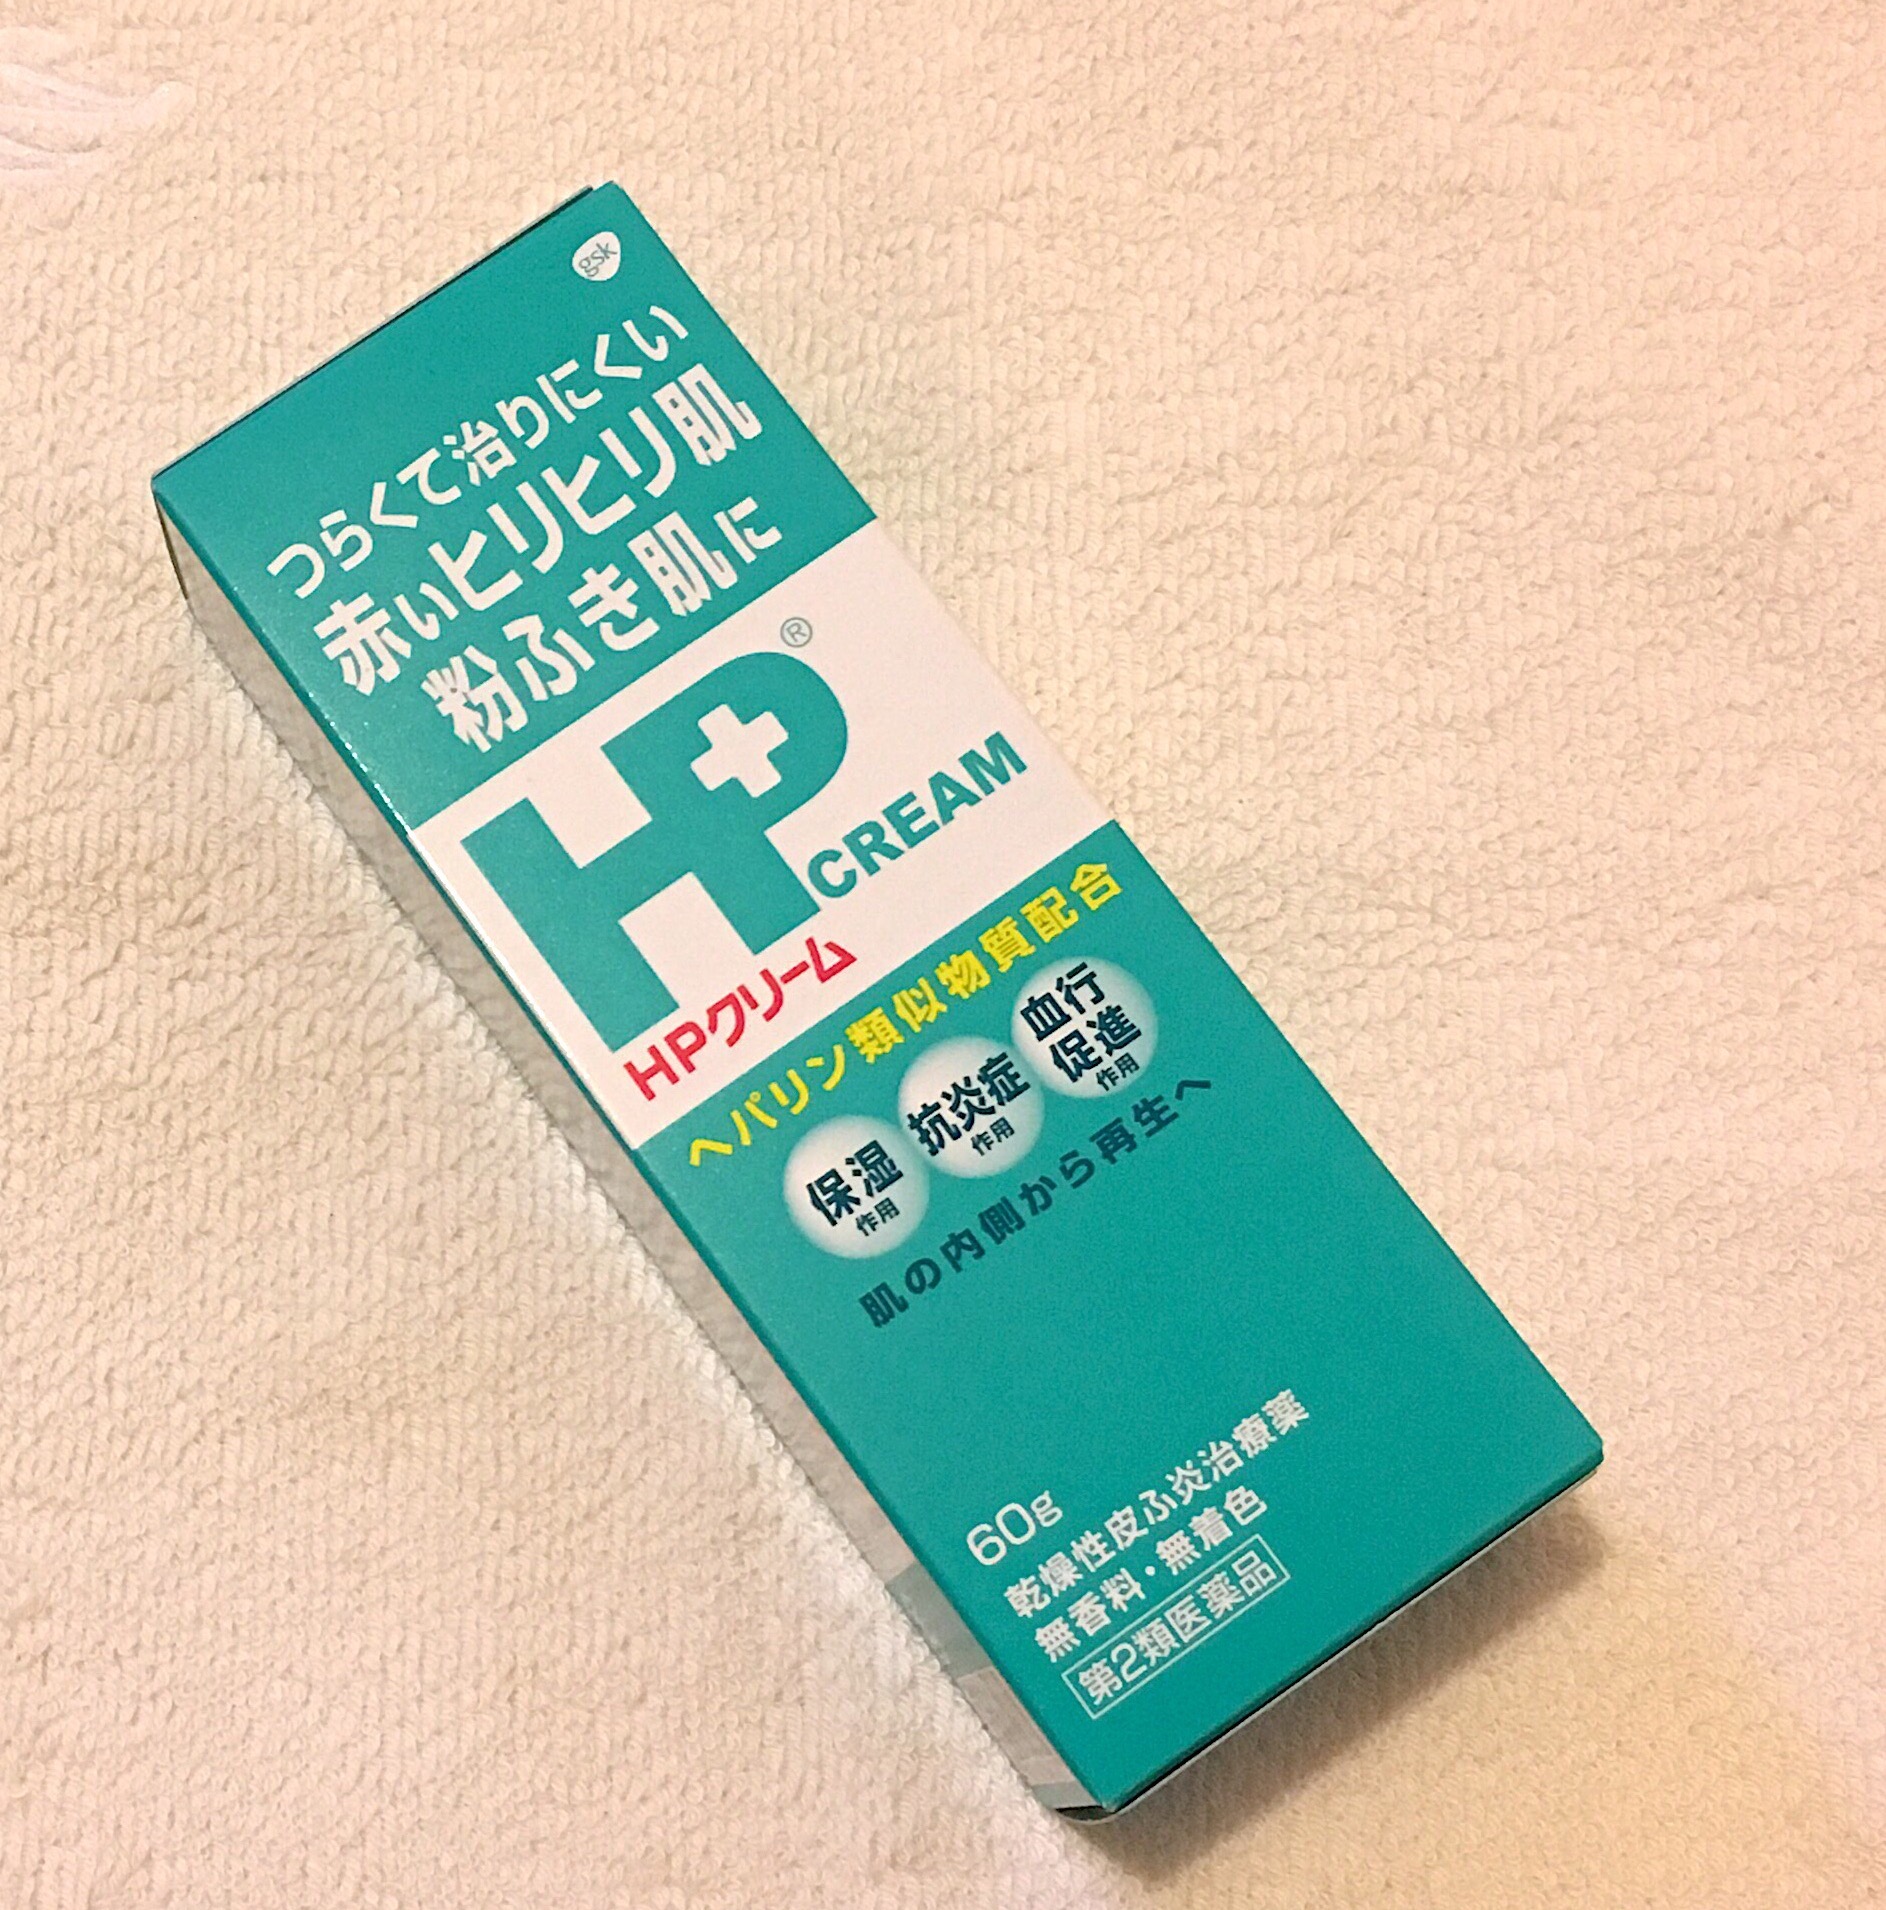 gsk
つらくて治りにくい
赤いヒリヒリ肌
粉ふき肌に
HP®
CREAM
HPクリーム
ヘパリン類似物質配合
保湿
作用
抗炎症
作用
血行
促進
作用
肌の内側から再生へ
60g
乾燥性皮ふ炎治療薬
無香料・無着色
第2類医薬品